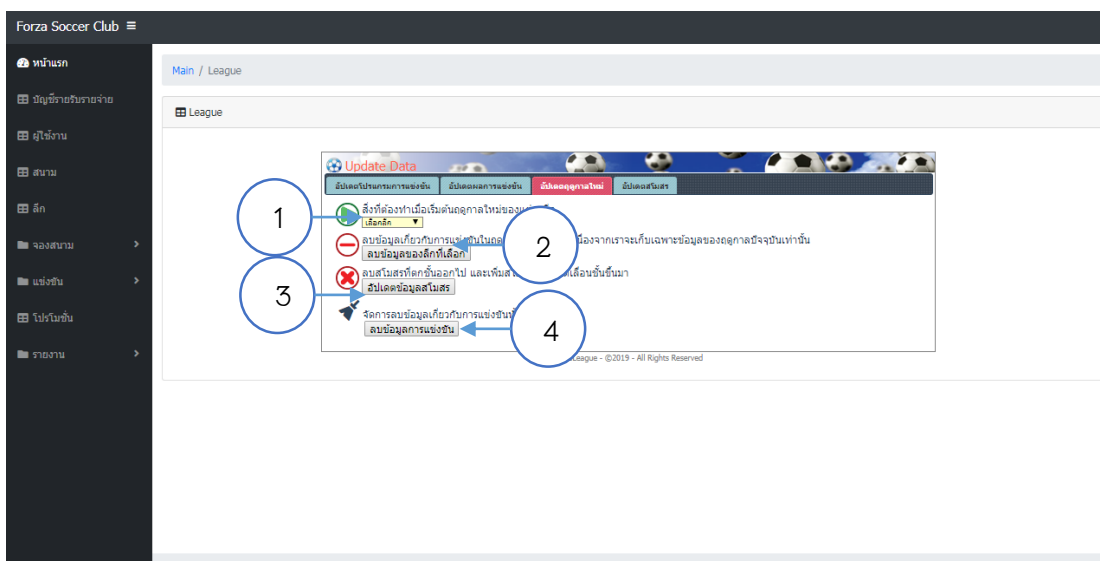 Forza Soccer Club
หน้าแรก
บัญชีรายรับรายจ่าย
ผู้ใช้งาน
สนาม
ลีก
จองสนาม
แข่งขัน
โปรโมชั่น
รายงาน
Main / League
League
Update Data
อัปเดตโปรแกรมการแข่งขัน อัปเดตผลการแข่งขัน อัปเดตฤดูกาลใหม่ อัปเดตสโมสร
1
สิ่งที่ต้องทำเมื่อเริ่มต้นฤดูกาลใหม่ของ
เลือกลีก
ลบข้อมูลเกี่ยวกับการแข่งขันในฤดู นื่องจากเราจะเก็บเฉพาะข้อมูลของฤดูกาลปัจจุบันเท่านั้น
2
ลบข้อมูลของลีกที่เลือก
ลบสโมสรที่ตกชั้นออกไป และเพิ่ม เลื่อนชั้นขึ้นมา
3
อัปเดตข้อมูลสโมสร
จัดการลบข้อมูลเกี่ยวกับการแข่งขัน
4
ลบข้อมูลการแข่งขัน
League - ©2019 - All Rights Reserved